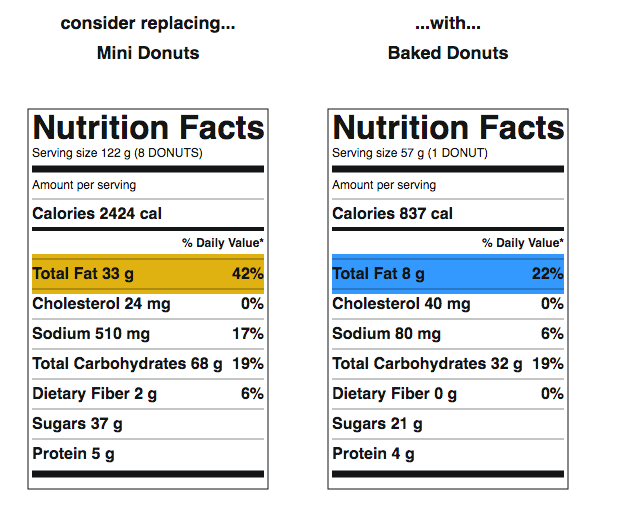 consider replacing...
Mini Donuts
Nutrition Facts
Serving size 122 g (8 DONUTS)
Amount per serving
Calories 2424 cal
% Daily Value*
Total Fat 33 g 42%
Cholesterol 24 mg 0%
Sodium 510 mg 17%
Total Carbohydrates 68 g 19%
Dietary Fiber 2 g 6%
Sugars 37 g
Protein 5 g
...with...
Baked Donuts
Nutrition Facts
Serving size 57 g (1 DONUT)
Amount per serving
Calories 837 cal
% Daily Value*
Total Fat 8 g 22%
Cholesterol 40 mg 0%
Sodium 80 mg 6%
Total Carbohydrates 32 g 19%
Dietary Fiber 0 g 0%
Sugars 21 g
Protein 4 g